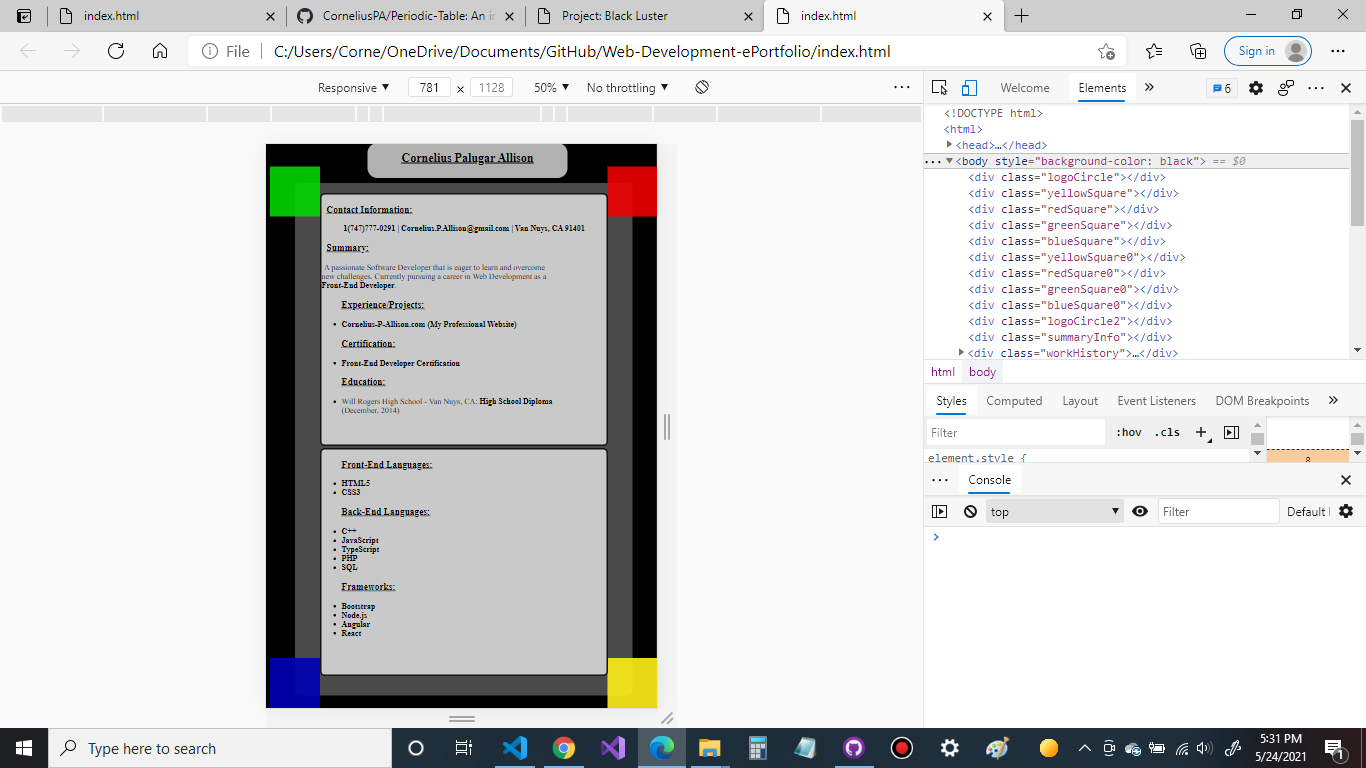 index.html
CorneliusPA/Periodic-Table: An in
Project: Black Luster
index.html
File
C:/Users/Corne/OneDrive/Documents/GitHub/Web-Development-ePortfolio/index.html
Sign in
Responsive
781 x 1128
50%
No throttling
Welcome
Elements
6
Cornelius Palugar Allison
Contact Information:
1(747)777-0291 | Cornelius.P.Allison@gmail.com | Van Nuys, CA 91401
Summary:
A passionate Software Developer that is eager to learn and overcome
new challenges. Currently pursuing a career in Web Development as a
Front-End Developer.
Experience/Projects:
Cornelius-P-Allison.com (My Professional Website)
Certification:
Front-End Developer Certification
Education:
Will Rogers High School - Van Nuys, CA: High School Diploma
(December, 2014)
Front-End Languages:
HTML5
CSS3
Back-End Languages:
C++
JavaScript
TypeScript
PHP
SQL
Frameworks:
Bootstrap
Node.js
Angular
React
<!DOCTYPE html>
<html>
<head>…</head>
<body style="background-color: black"> == $0
<div class="logoCircle"></div>
<div class="yellowSquare"></div>
<div class="redSquare"></div>
<div class="greenSquare"></div>
<div class="blueSquare"></div>
<div class="yellowSquare0"></div>
<div class="redSquare0"></div>
<div class="greenSquare0"></div>
<div class="blueSquare0"></div>
<div class="logoCircle2"></div>
<div class="summaryInfo"></div>
<div class="workHistory">…</div>
html body
Styles Computed Layout Event Listeners DOM Breakpoints
Filter
:hov .cls
element.style {
8
Console
top
Filter
Default
Type here to search
5:31 PM
5/24/2021
1